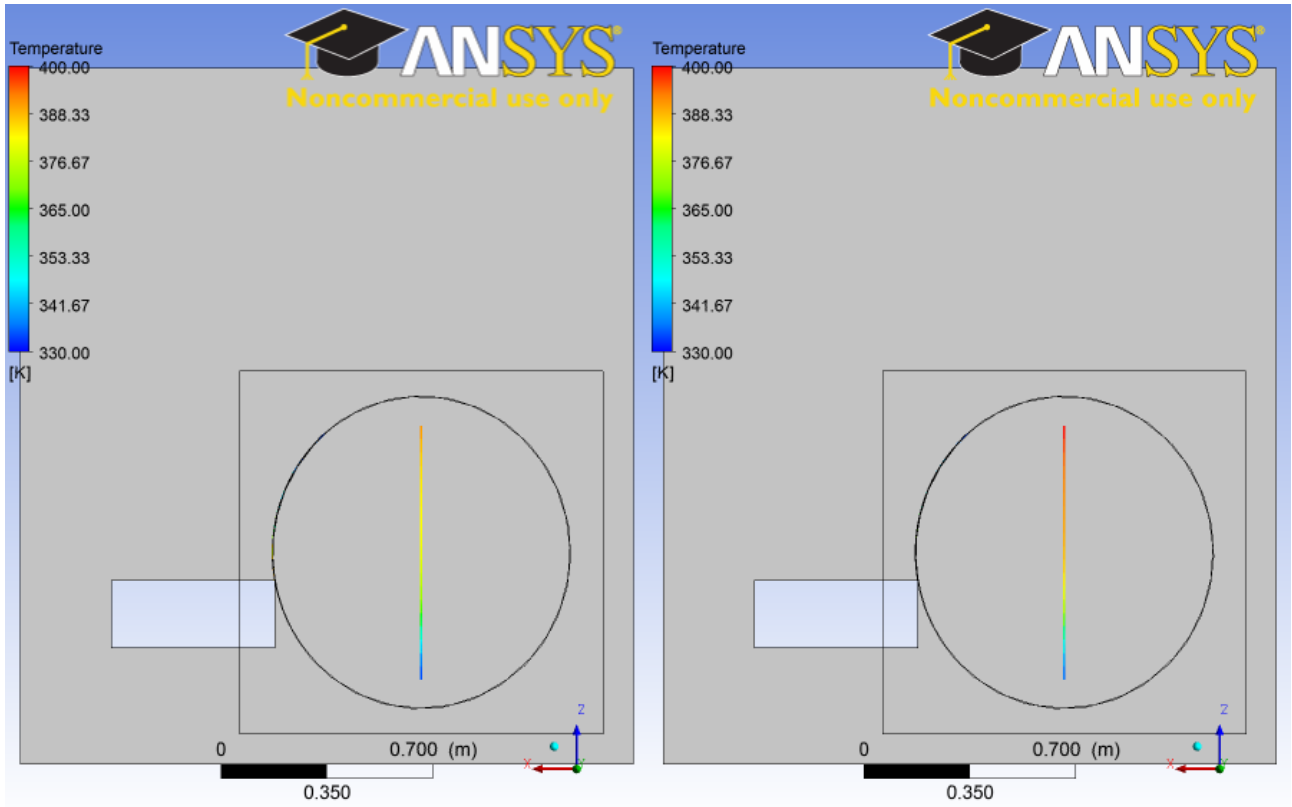 ANSYS®
Noncommercial use only
Temperature
400.00
388.33
376.67
365.00
353.33
341.67
330.00
[K]
Z
X
Y
0
0.700 (m)
0.350
ANSYS®
Noncommercial use only
Temperature
400.00
388.33
376.67
365.00
353.33
341.67
330.00
[K]
Z
X
Y
0
0.700 (m)
0.350